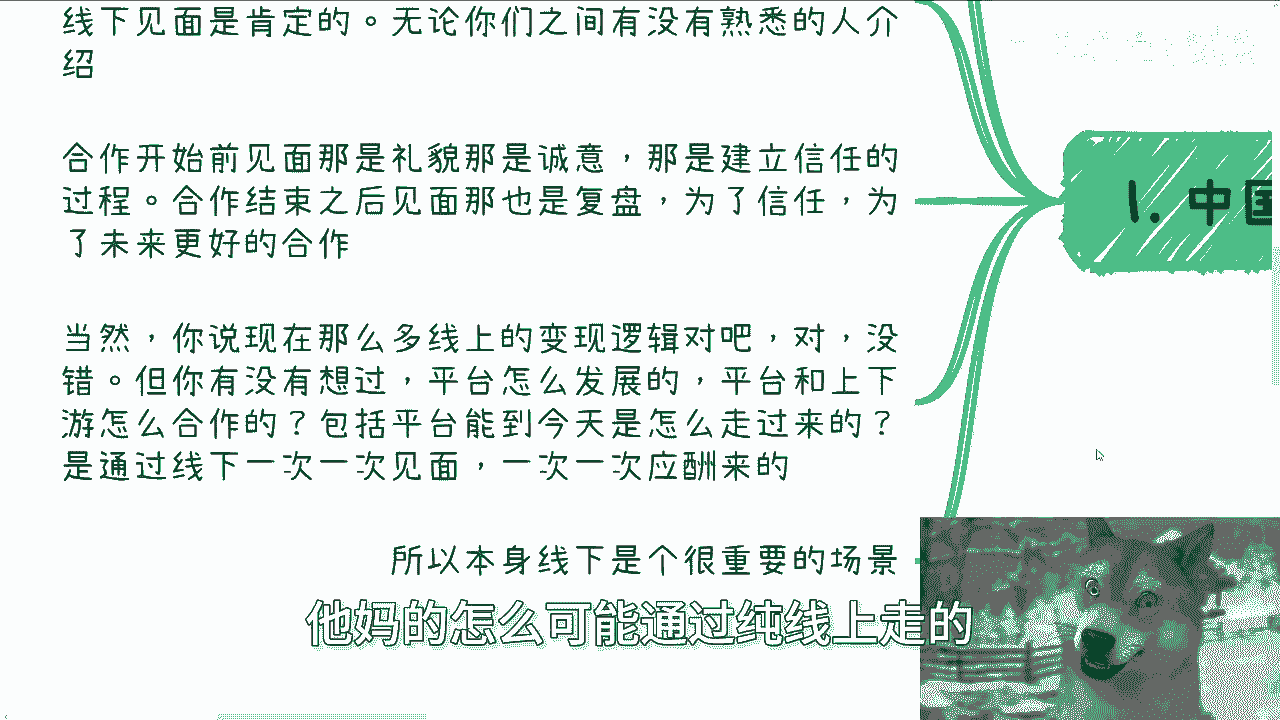 线下见面是肯定的。无论你们之间有没有熟悉的人介
绍
合作开始前见面那是礼貌那是诚意，那是建立信任的
过程。合作结束之后见面那也是复盘，为了信任，为
了未来更好的合作
当然，你说现在那么多线上的变现逻辑对吧，对，没
错。但你有没有想过，平台怎么发展的，平台和上下
游怎么合作的？包括平台能到今天是怎么走过来的？
是通过线下一次一次见面，一次一次应酬来的
所以本身线下是个很重要的场景
1. 中国
他妈的怎么可能通过纯线上走的